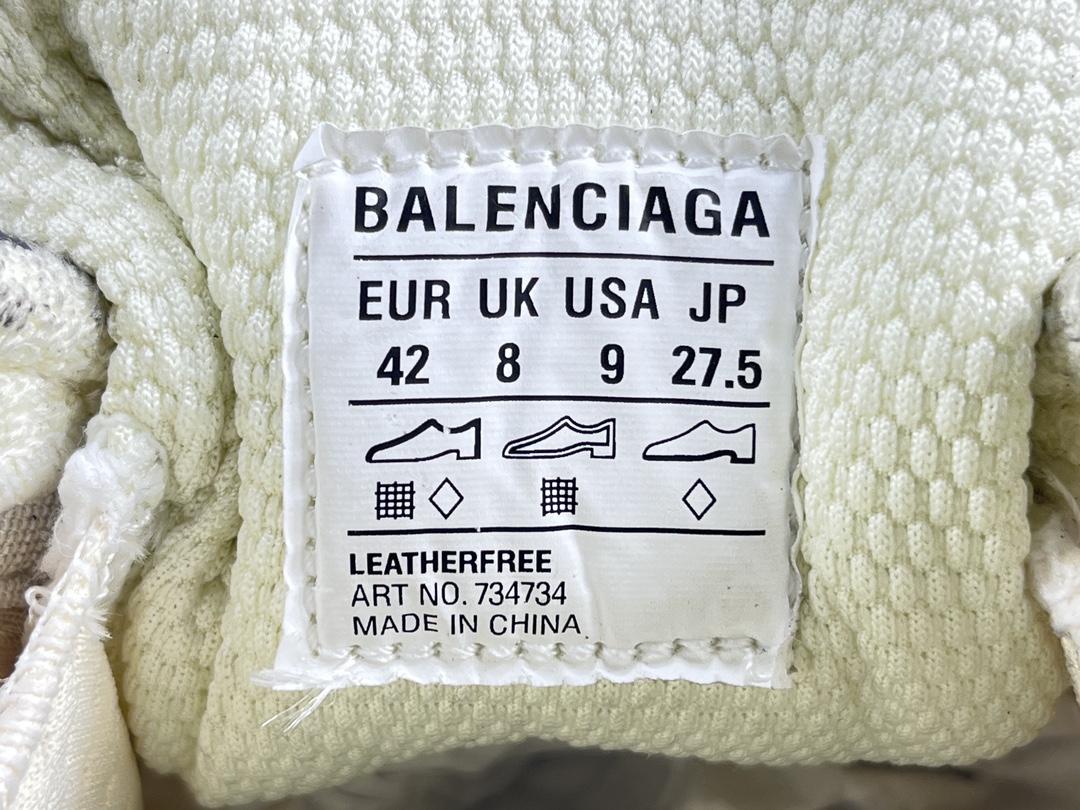 BALENCIAGA
EUR UK USA JP
42 8 9 27.5
LEATHERFREE
ART NO. 734734
MADE IN CHINA.